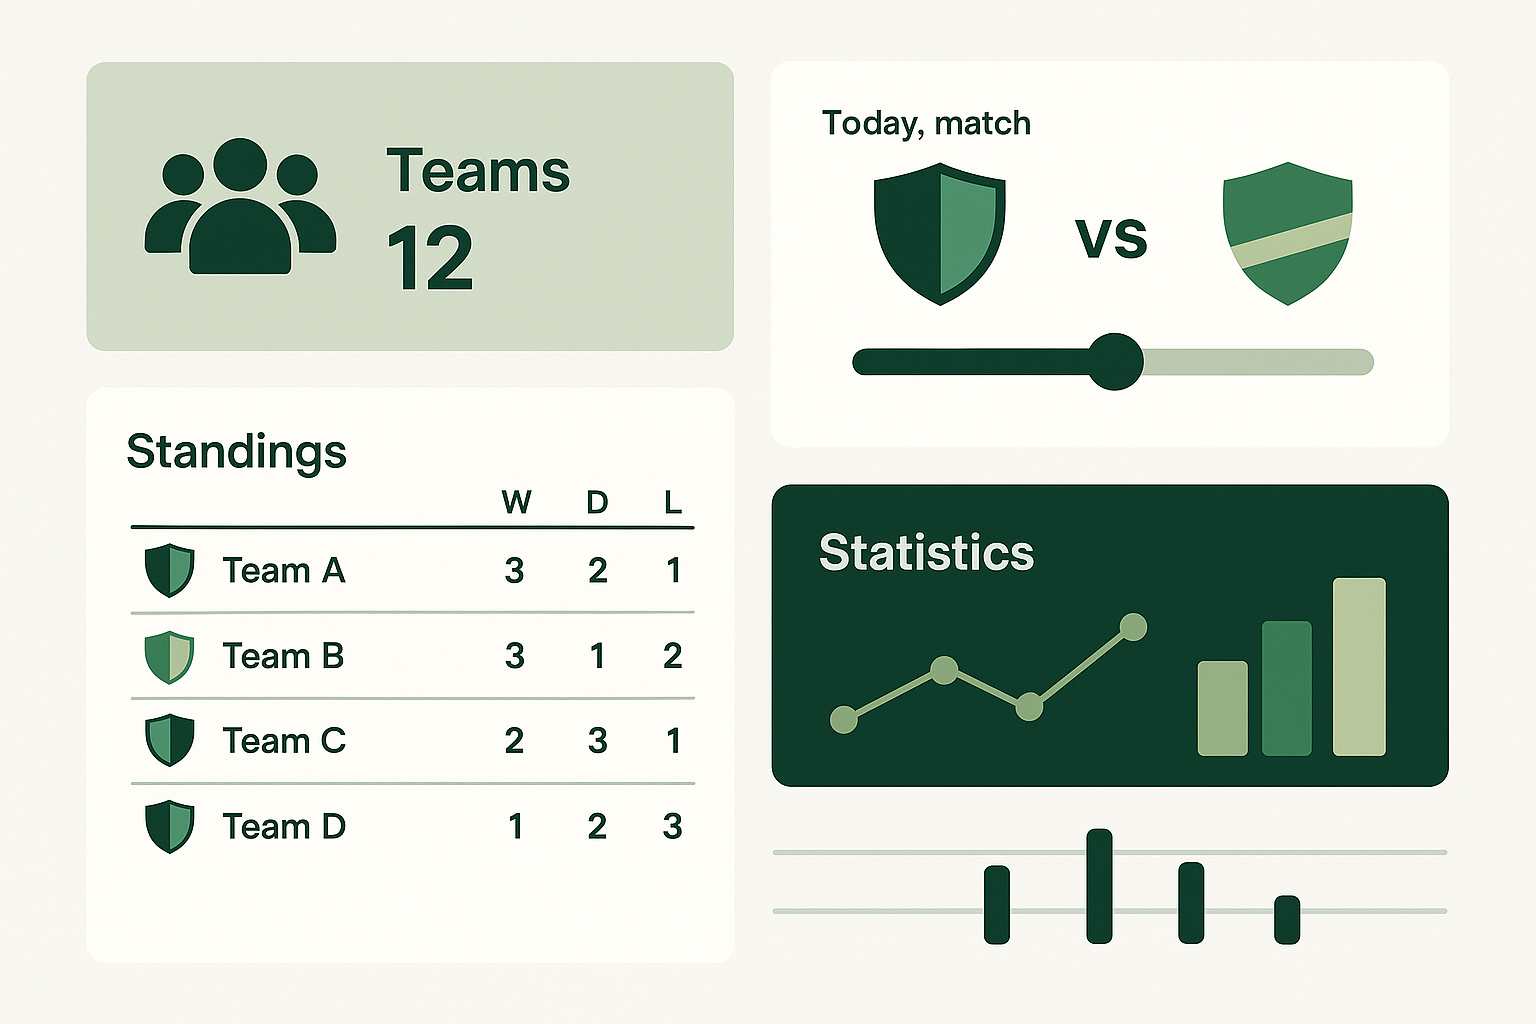 Teams
12
Today, match
vs
Standings
W D L
Team A 3 2 1
Team B 3 1 2
Team C 2 3 1
Team D 1 2 3
Statistics